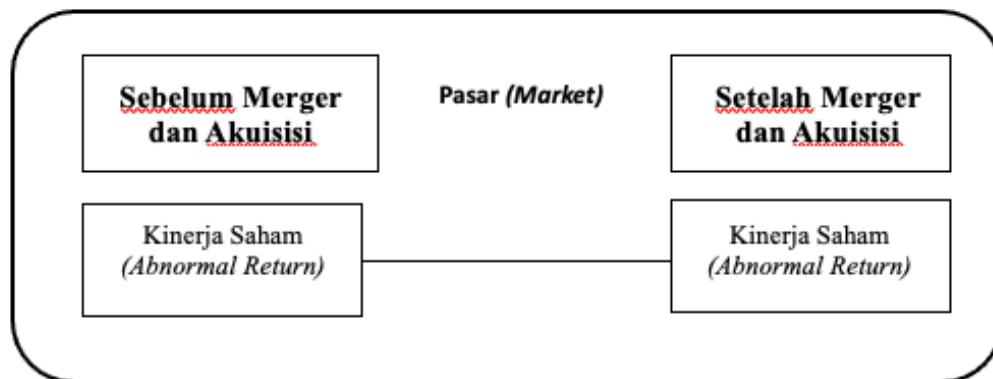 Sebelum Merger
dan Akuisisi
Pasar (Market)
Setelah Merger
dan Akuisisi
Kinerja Saham
(Abnormal Return)
Kinerja Saham
(Abnormal Return)